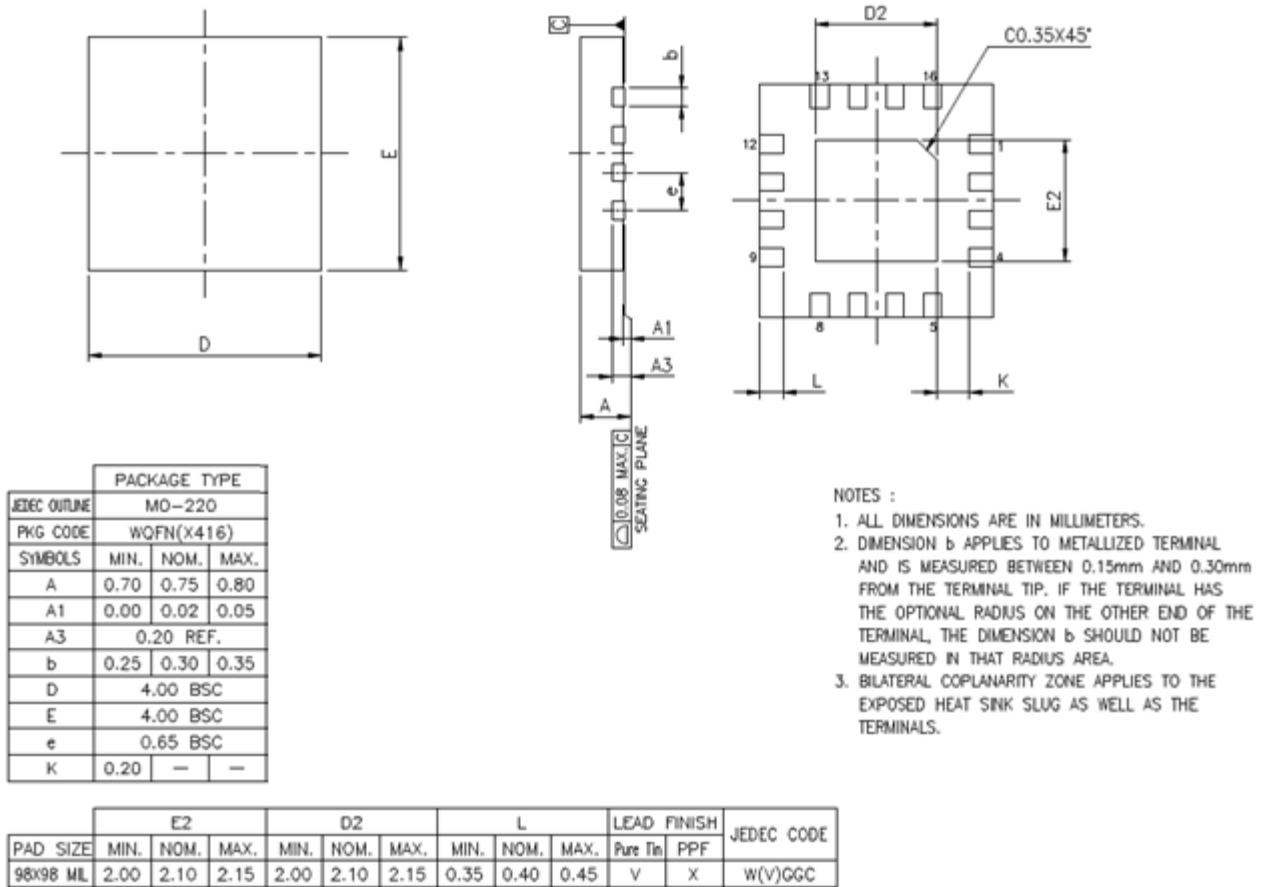 D
E
C
b
e
A1
A3
A
0.08 MAX. C
SEATING PLANE
D2
C0.35X45°
13
16
12
1
9
4
8
5
E2
L
K
PACKAGE TYPE
JEDEC OUTLINE MO-220
PKG CODE WQFN(X416)
SYMBOLS MIN. NOM. MAX.
A 0.70 0.75 0.80
A1 0.00 0.02 0.05
A3 0.20 REF.
b 0.25 0.30 0.35
D 4.00 BSC
E 4.00 BSC
e 0.65 BSC
K 0.20 — —
NOTES :
1. ALL DIMENSIONS ARE IN MILLIMETERS.
2. DIMENSION b APPLIES TO METALLIZED TERMINAL
AND IS MEASURED BETWEEN 0.15mm AND 0.30mm
FROM THE TERMINAL TIP. IF THE TERMINAL HAS
THE OPTIONAL RADIUS ON THE OTHER END OF THE
TERMINAL, THE DIMENSION b SHOULD NOT BE
MEASURED IN THAT RADIUS AREA.
3. BILATERAL COPLANARITY ZONE APPLIES TO THE
EXPOSED HEAT SINK SLUG AS WELL AS THE
TERMINALS.
E2 D2 L LEAD FINISH JEDEC CODE
PAD SIZE MIN. NOM. MAX. MIN. NOM. MAX. MIN. NOM. MAX. Pure Tin PPF
98X98 MIL 2.00 2.10 2.15 2.00 2.10 2.15 0.35 0.40 0.45 V X W(V)GGC